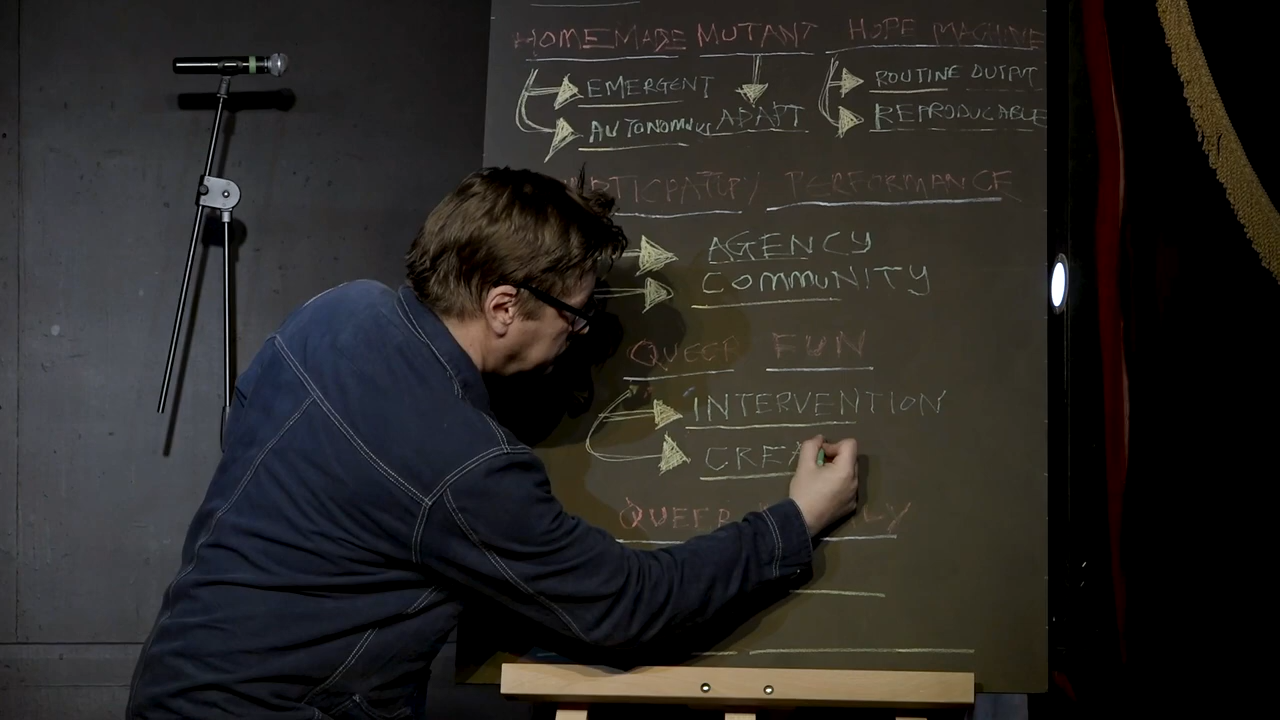 HOMEMADE MUTANT HOPE MACHINE
EMERGENT ROUTINE OUTPUT
AUTONOMOUS ADAPT REPRODUCABLE
PERFORMANCE
AGENCY
COMMUNITY
QUEER FUN
INTERVENTION
CREA
QUEER